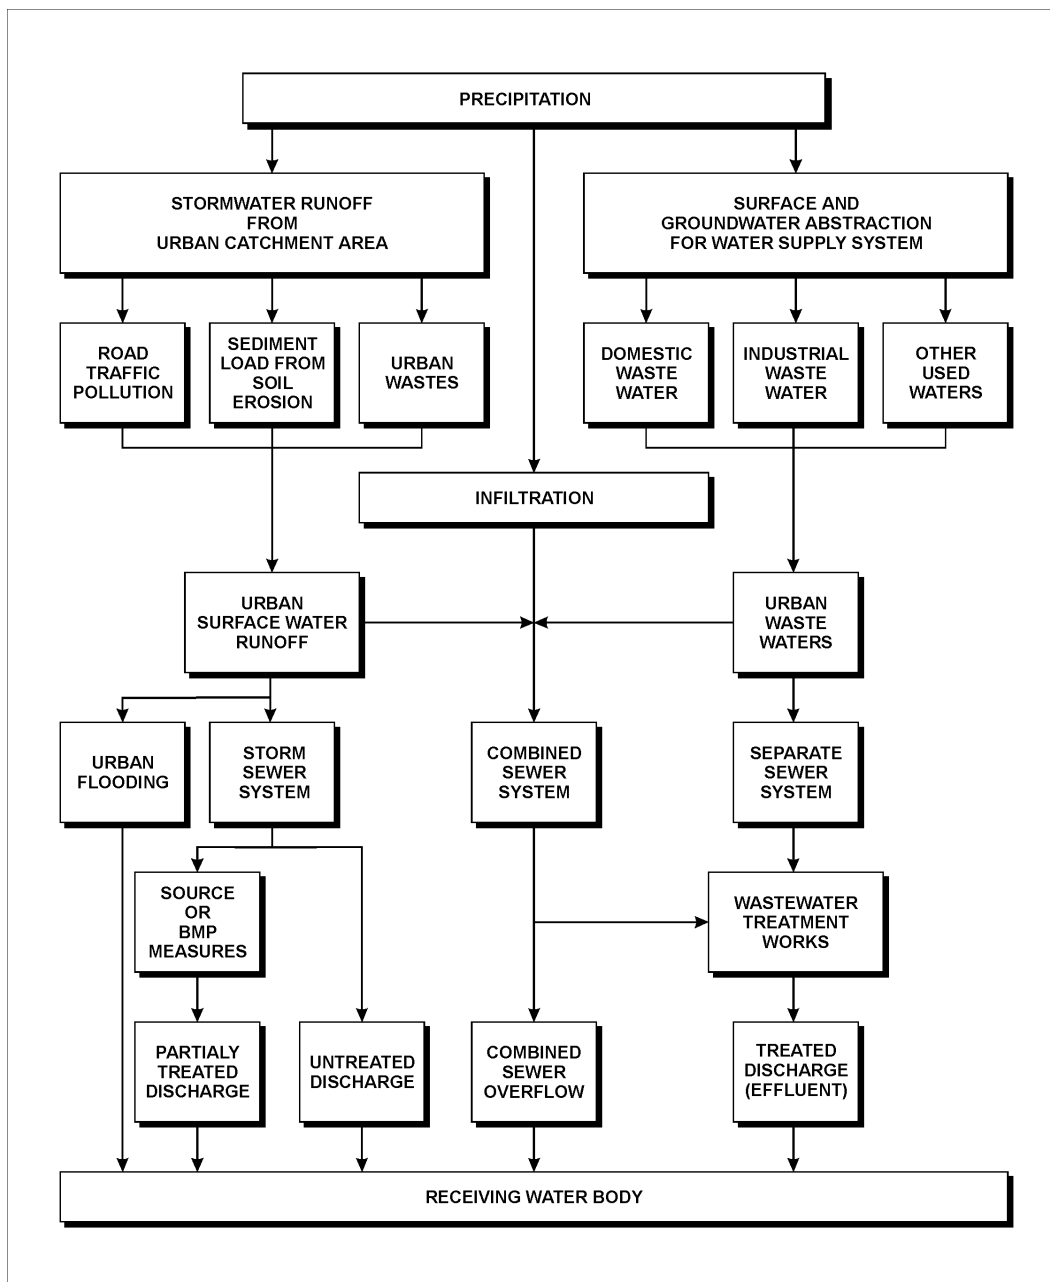 PRECIPITATION
STORMWATER RUNOFF
FROM
URBAN CATCHMENT AREA
SURFACE AND
GROUNDWATER ABSTRACTION
FOR WATER SUPPLY SYSTEM
ROAD
TRAFFIC
POLLUTION
SEDIMENT
LOAD FROM
SOIL
EROSION
URBAN
WASTES
DOMESTIC
WASTE
WATER
INDUSTRIAL
WASTE
WATER
OTHER
USED
WATERS
INFILTRATION
URBAN
SURFACE WATER
RUNOFF
URBAN
WASTE
WATERS
URBAN
FLOODING
STORM
SEWER
SYSTEM
COMBINED
SEWER
SYSTEM
SEPARATE
SEWER
SYSTEM
SOURCE
OR
BMP
MEASURES
WASTEWATER
TREATMENT
WORKS
PARTIALY
TREATED
DISCHARGE
UNTREATED
DISCHARGE
COMBINED
SEWER
OVERFLOW
TREATED
DISCHARGE
(EFFLUENT)
RECEIVING WATER BODY